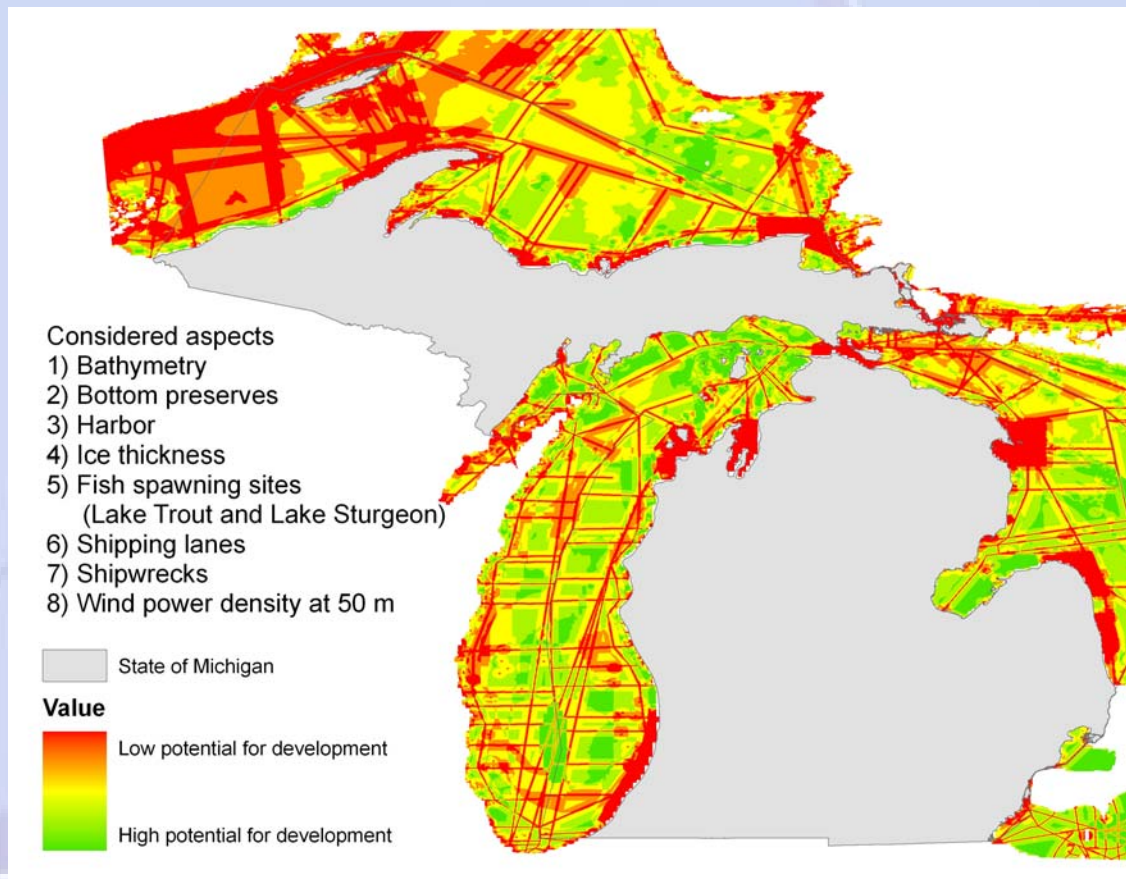 Considered aspects
1) Bathymetry
2) Bottom preserves
3) Harbor
4) Ice thickness
5) Fish spawning sites
(Lake Trout and Lake Sturgeon)
6) Shipping lanes
7) Shipwrecks
8) Wind power density at 50 m
State of Michigan
Value
Low potential for development
High potential for development